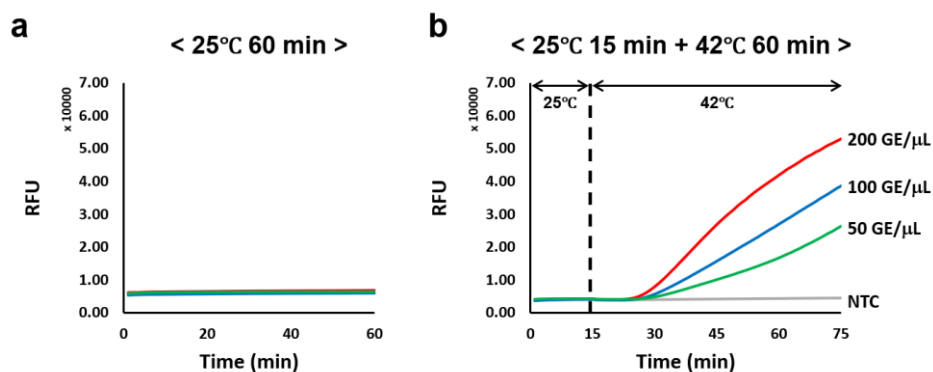 a
< 25℃ 60 min >
x 10000
7.00
6.00
5.00
4.00
3.00
2.00
1.00
0.00
RFU
0 20 40 60
Time (min)
b
< 25℃ 15 min + 42℃ 60 min >
x 10000
7.00
6.00
5.00
4.00
3.00
2.00
1.00
0.00
RFU
25℃ 42℃
200 GE/μL
100 GE/μL
50 GE/μL
NTC
0 15 30 45 60 75
Time (min)